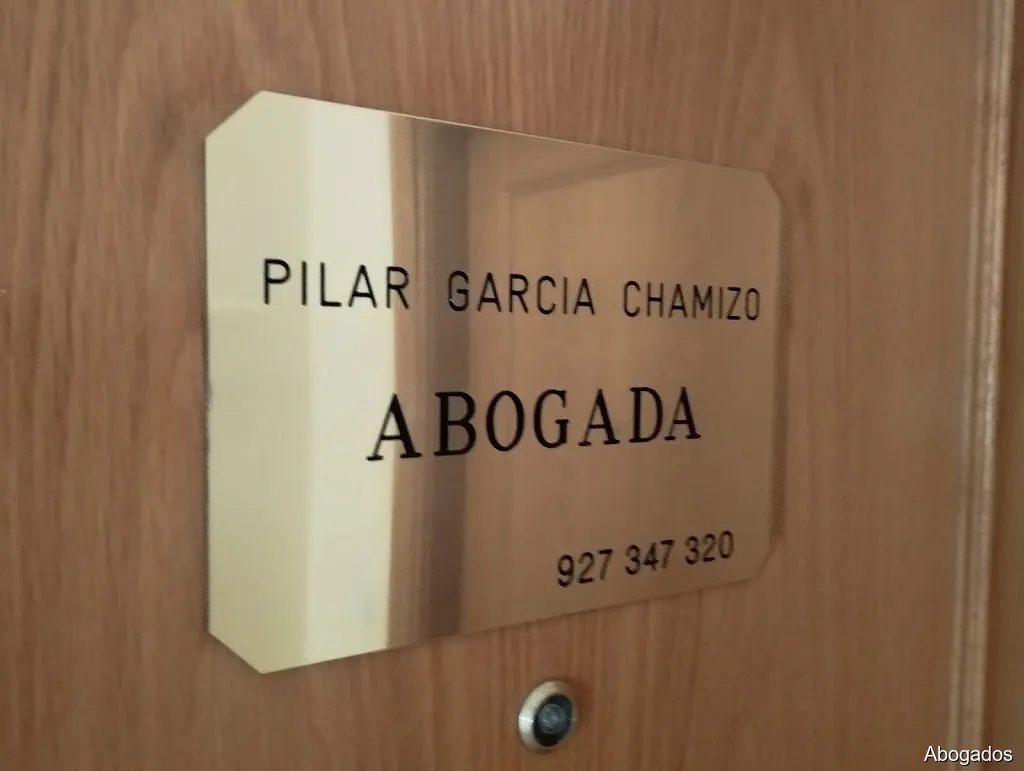 PILAR GARCIA CHAMIZO
ABOGADA
927 347 320
Abogados